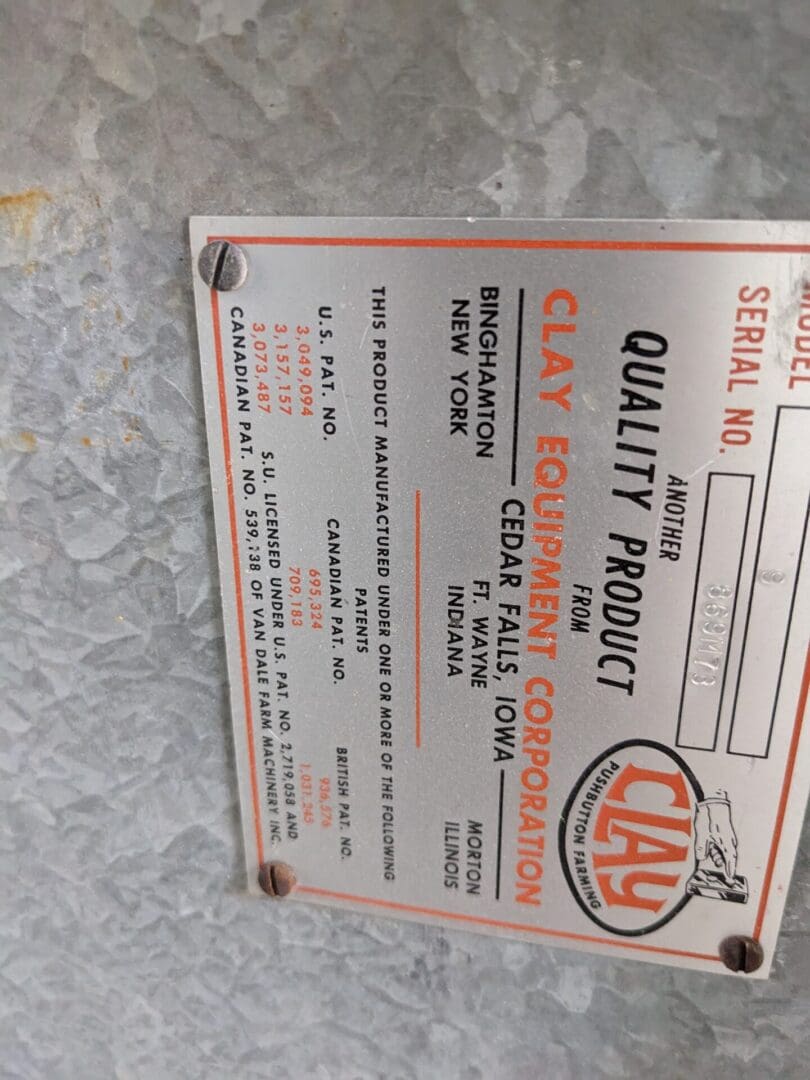 MODEL
9
SERIAL NO. 869M73
ANOTHER
QUALITY PRODUCT
FROM
CLAY
PUSHBUTTON FARMING
CLAY EQUIPMENT CORPORATION
CEDAR FALLS, IOWA
BINGHAMTON
NEW YORK
FT. WAYNE
INDIANA
MORTON
ILLINOIS
THIS PRODUCT MANUFACTURED UNDER ONE OR MORE OF THE FOLLOWING
PATENTS
U.S. PAT. NO.
3,049,094
3,157,157
3,073,487
CANADIAN PAT. NO.
695,324
709,183
BRITISH PAT. NO.
936,576
1,031,245
S.U. LICENSED UNDER U.S. PAT. NO. 2,719,058 AND
CANADIAN PAT. NO. OF VAN DALE FARM MACHINERY INC.